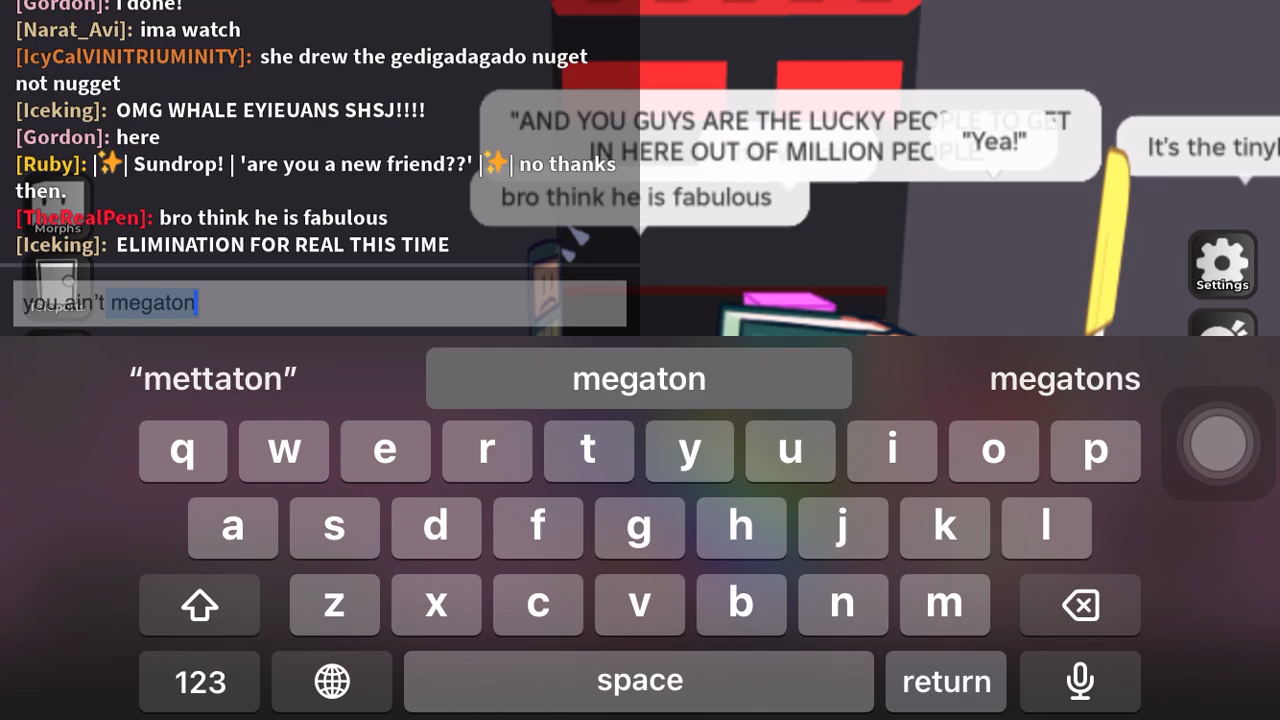 [Gordon]: i done!
[Narat_Avi]: ima watch
[IcyCalVINITRIUMINITY]: she drew the gedigadagado nuget
not nugget
[Iceking]: OMG WHALE EYIEUANS SHSJ!!!!
[Gordon]: here
[Ruby]: |✨| Sundrop! | 'are you a new friend??' |✨| no thanks
then.
[TheRealPen]: bro think he is fabulous
[Iceking]: ELIMINATION FOR REAL THIS TIME
Morphs
you ain't megaton
"AND YOU GUYS ARE THE LUCKY PEOPLE TO GET
IN HERE OUT OF MILLION PEOPLE
"Yea!"
It's the tiny
bro think he is fabulous
Settings
“mettaton”
megaton
megatons
q w e r t y u i o p
a s d f g h j k l
z x c v b n m
123
space
return